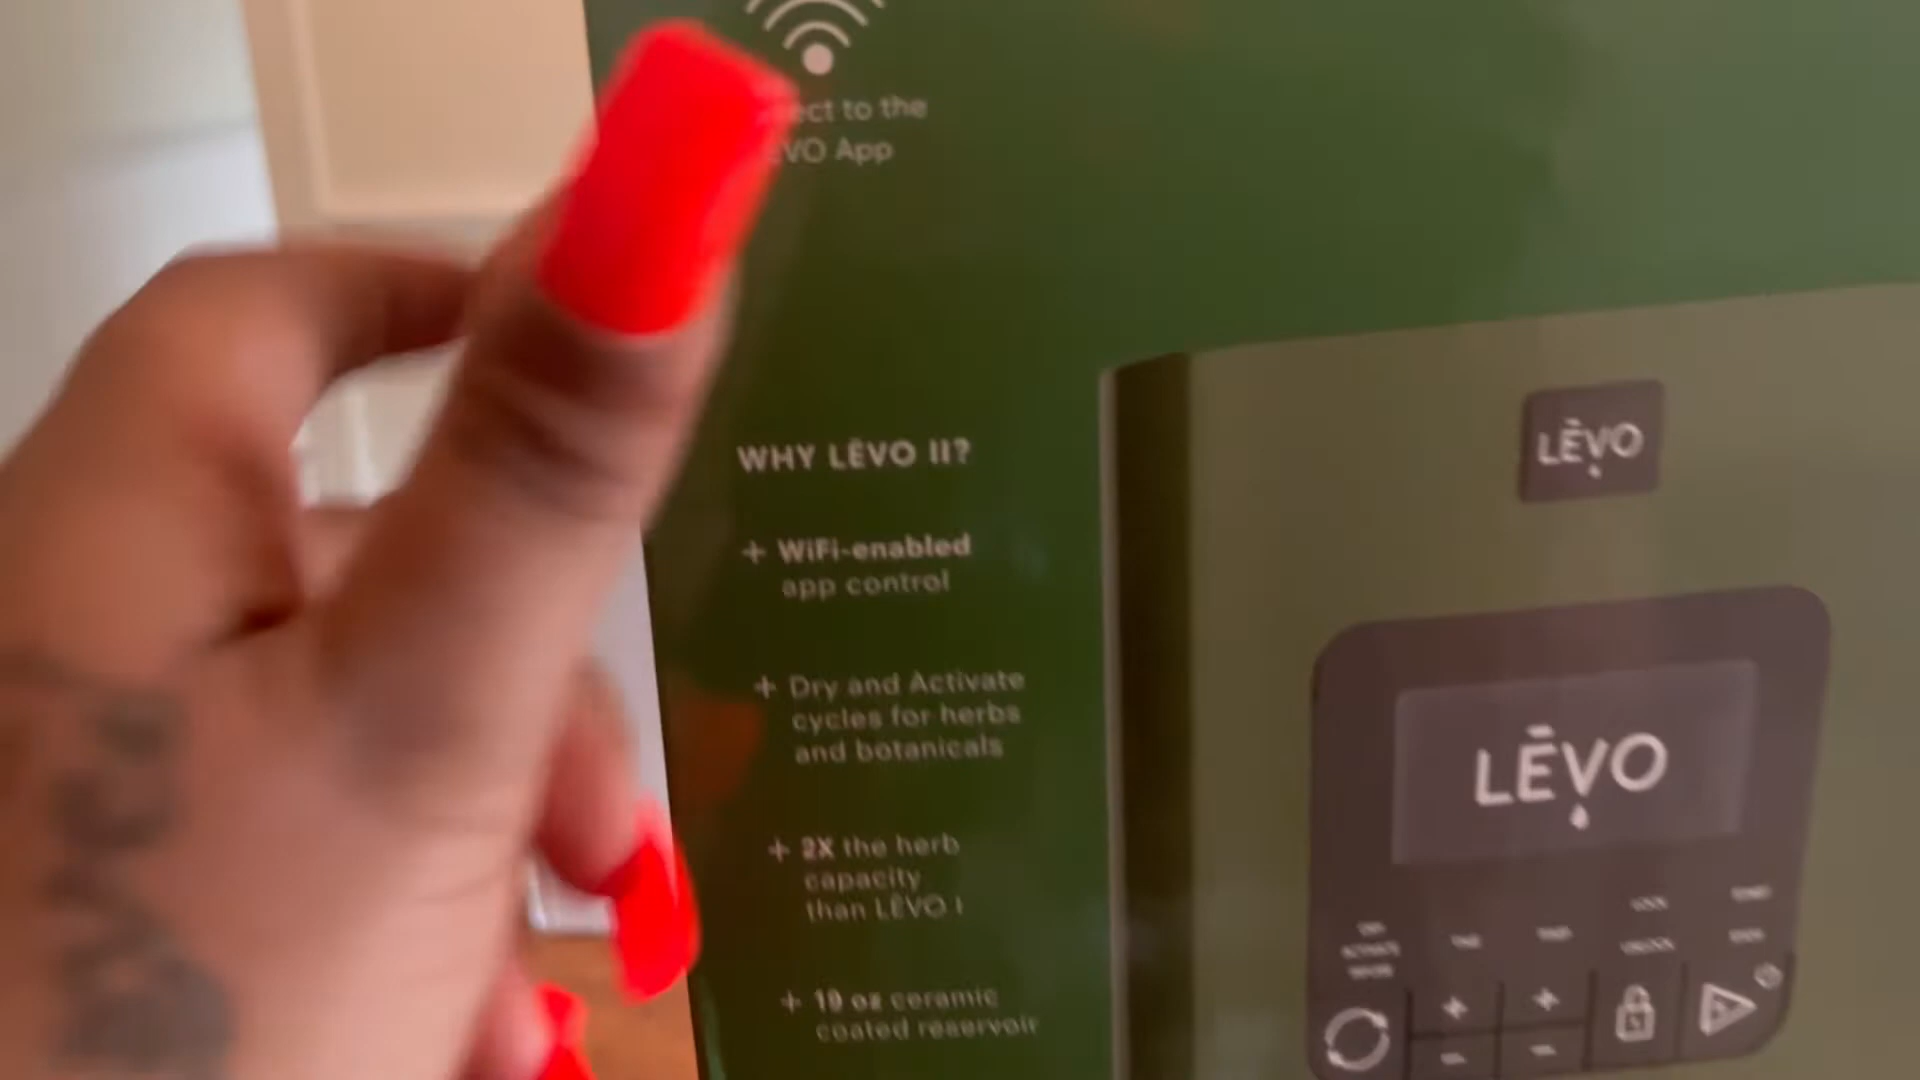 ect to the
VO App
WHY LĒVO II?
+ WiFi-enabled
app control
+ Dry and Activate
cycles for herbs
and botanicals
+ 2X the herb
capacity
than LĒVO I
+ 19 oz ceramic
coated reservoir
LĒVO
LĒVO